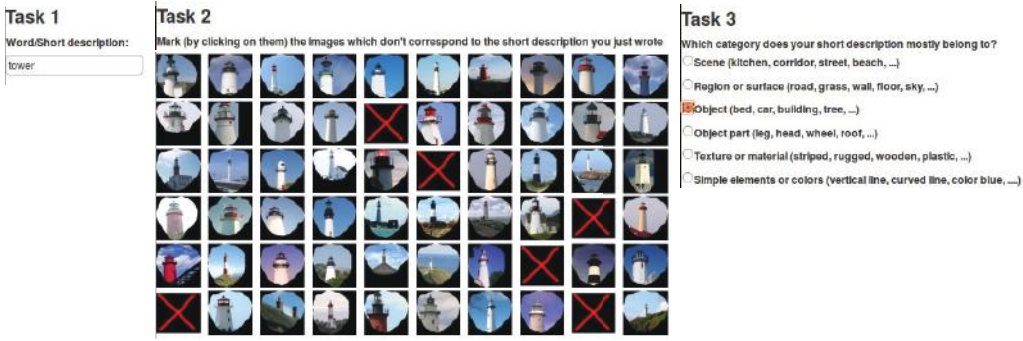 Task 1
Word/Short description:
tower
Task 2
Mark (by clicking on them) the images which don't correspond to the short description you just wrote
Task 3
Which category does your short description mostly belong to?
Scene (kitchen, corridor, street, beach, ...)
Region or surface (road, grass, wall, floor, sky, ...)
Object (bed, car, building, tree, ...)
Object part (leg, head, wheel, roof, ...)
Texture or material (striped, rugged, wooden, plastic, ...)
Simple elements or colors (vertical line, curved line, color blue, ....)